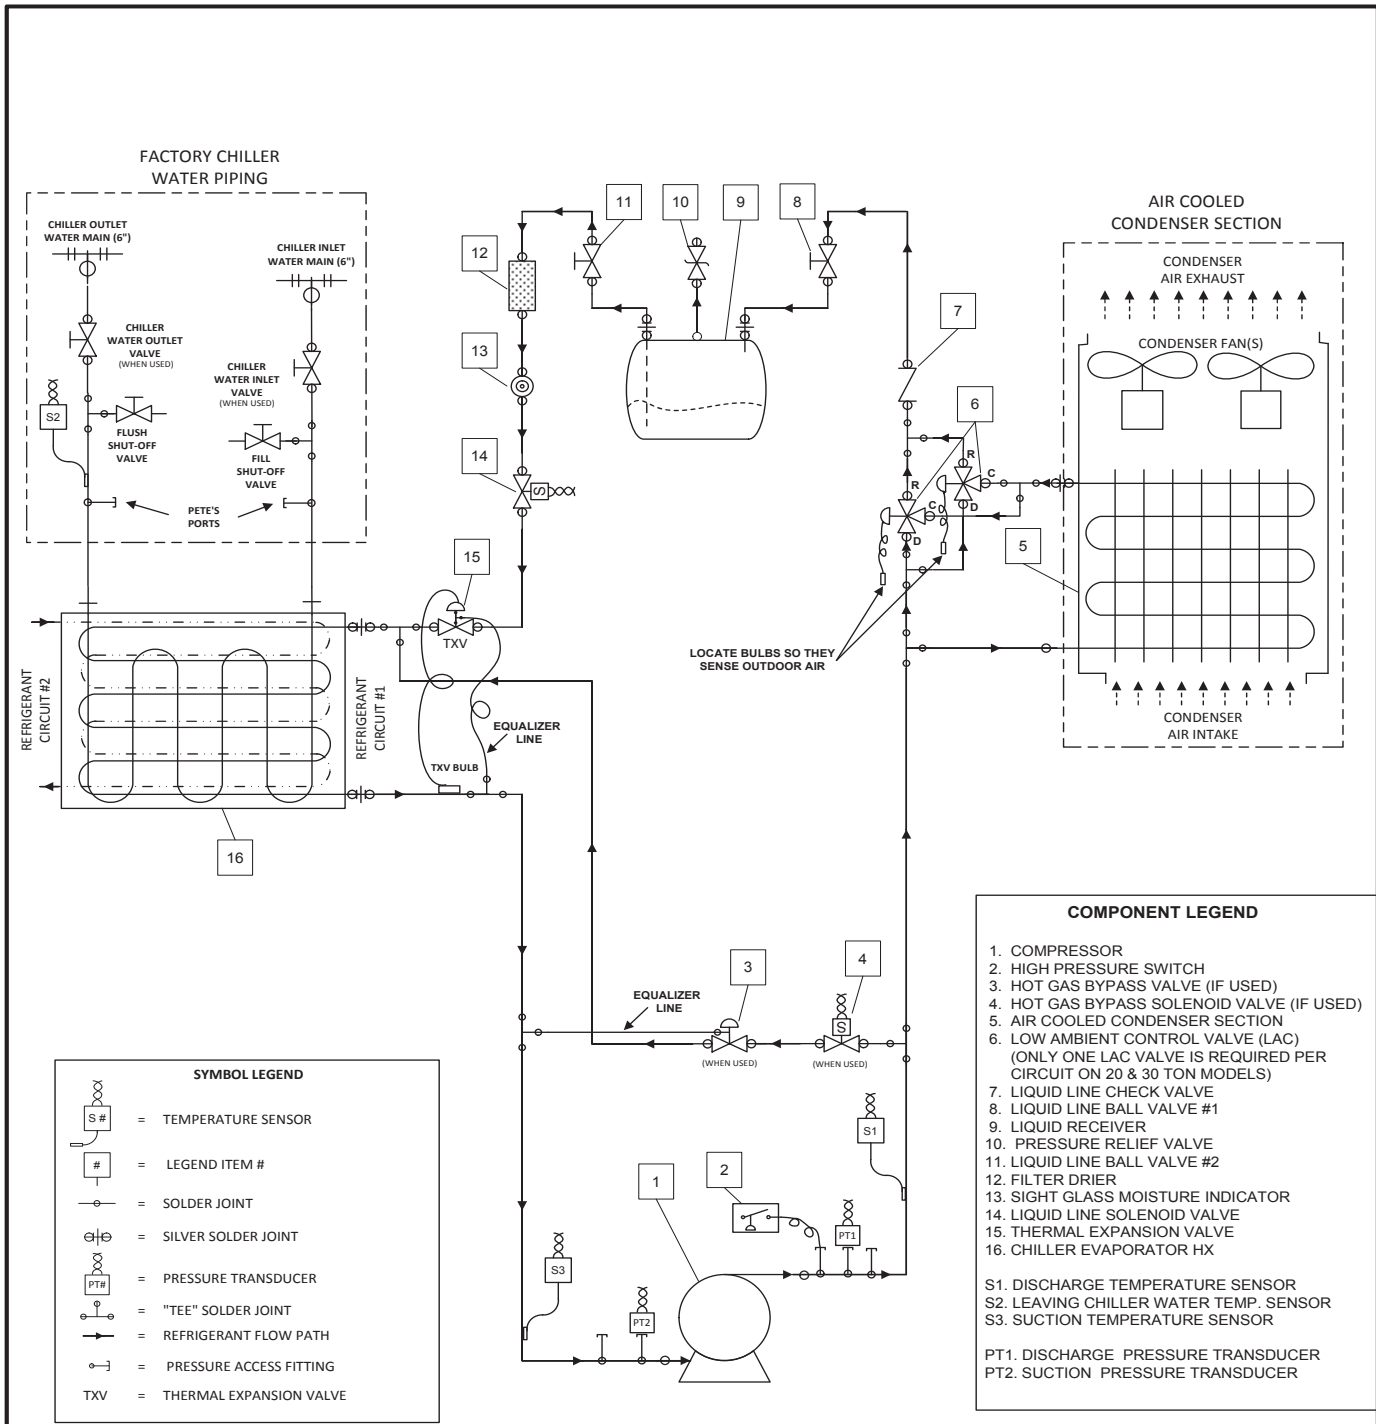 FACTORY CHILLER
WATER PIPING
CHILLER OUTLET
WATER MAIN (6")
CHILLER INLET
WATER MAIN (6")
CHILLER
WATER OUTLET
VALVE
(WHEN USED)
CHILLER
WATER INLET
VALVE
(WHEN USED)
S2
FLUSH
SHUT-OFF
VALVE
FILL
SHUT-OFF
VALVE
PETE'S
PORTS
11
10
9
8
12
13
14
S
15
TXV
7
6
R
C
D
R
C
D
5
LOCATE BULBS SO THEY
SENSE OUTDOOR AIR
AIR COOLED
CONDENSER SECTION
CONDENSER
AIR EXHAUST
CONDENSER FAN(S)
CONDENSER
AIR INTAKE
REFRIGERANT
CIRCUIT #2
REFRIGERANT
CIRCUIT #1
EQUALIZER
LINE
TXV BULB
16
EQUALIZER
LINE
3
4
S
(WHEN USED)
(WHEN USED)
S1
1
2
PT1
S3
PT2
SYMBOL LEGEND
S # = TEMPERATURE SENSOR
# = LEGEND ITEM #
= SOLDER JOINT
= SILVER SOLDER JOINT
PT# = PRESSURE TRANSDUCER
= "TEE" SOLDER JOINT
= REFRIGERANT FLOW PATH
= PRESSURE ACCESS FITTING
TXV = THERMAL EXPANSION VALVE
COMPONENT LEGEND
1. COMPRESSOR
2. HIGH PRESSURE SWITCH
3. HOT GAS BYPASS VALVE (IF USED)
4. HOT GAS BYPASS SOLENOID VALVE (IF USED)
5. AIR COOLED CONDENSER SECTION
6. LOW AMBIENT CONTROL VALVE (LAC)
(ONLY ONE LAC VALVE IS REQUIRED PER
CIRCUIT ON 20 & 30 TON MODELS)
7. LIQUID LINE CHECK VALVE
8. LIQUID LINE BALL VALVE #1
9. LIQUID RECEIVER
10. PRESSURE RELIEF VALVE
11. LIQUID LINE BALL VALVE #2
12. FILTER DRIER
13. SIGHT GLASS MOISTURE INDICATOR
14. LIQUID LINE SOLENOID VALVE
15. THERMAL EXPANSION VALVE
16. CHILLER EVAPORATOR HX
S1. DISCHARGE TEMPERATURE SENSOR
S2. LEAVING CHILLER WATER TEMP. SENSOR
S3. SUCTION TEMPERATURE SENSOR
PT1. DISCHARGE PRESSURE TRANSDUCER
PT2. SUCTION PRESSURE TRANSDUCER